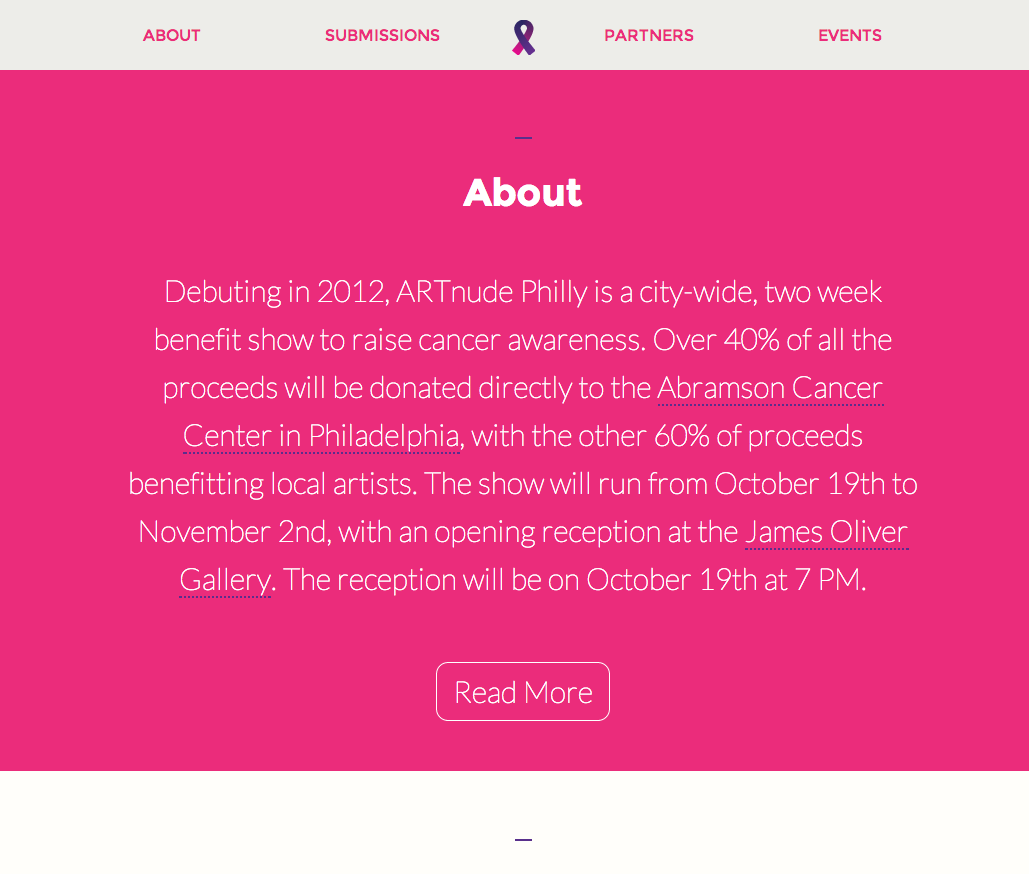 ABOUT SUBMISSIONS PARTNERS EVENTS
About
Debuting in 2012, ARTnude Philly is a city-wide, two week
benefit show to raise cancer awareness. Over 40% of all the
proceeds will be donated directly to the Abramson Cancer
Center in Philadelphia, with the other 60% of proceeds
benefitting local artists. The show will run from October 19th to
November 2nd, with an opening reception at the James Oliver
Gallery. The reception will be on October 19th at 7 PM.
Read More